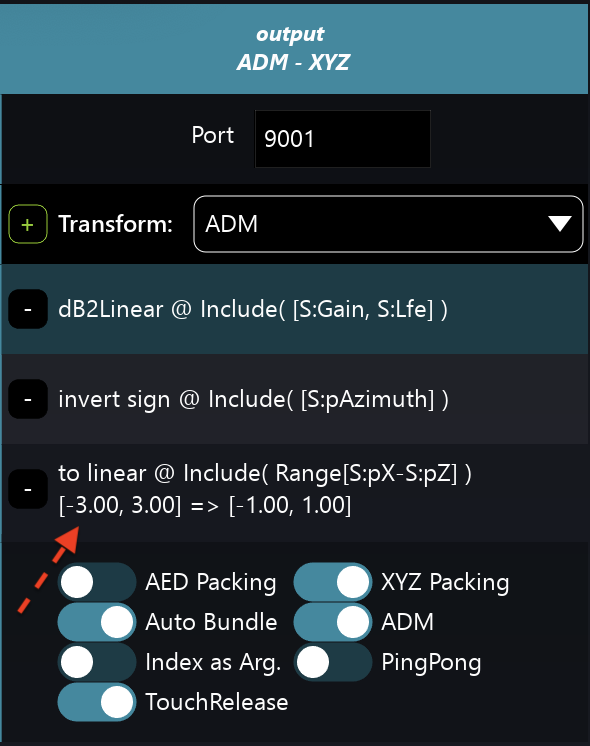 output
ADM - XYZ
Port 9001
+ Transform: ADM
- dB2Linear @ Include( [S:Gain, S:Lfe] )
- invert sign @ Include( [S:pAzimuth] )
- to linear @ Include( Range[S:pX-S:pZ] )
[-3.00, 3.00] => [-1.00, 1.00]
AED Packing XYZ Packing
Auto Bundle ADM
Index as Arg. PingPong
TouchRelease